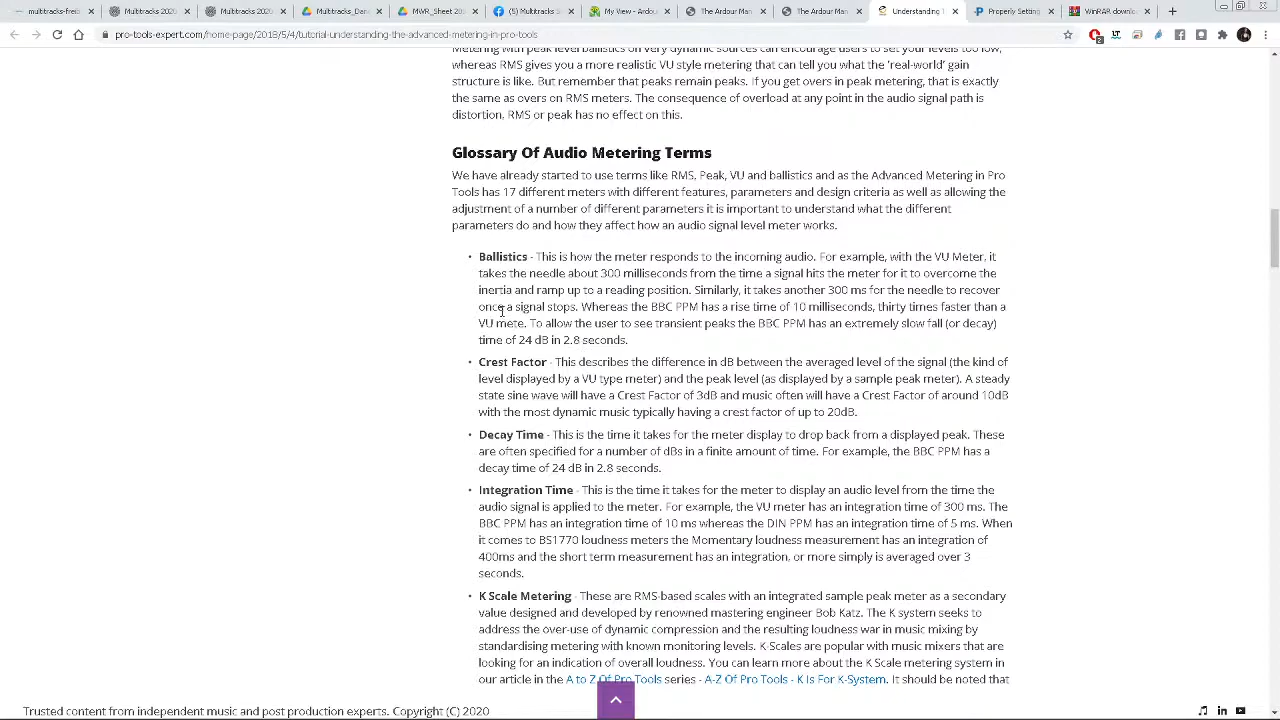 multitracks-freeb
Multitracks 2020
Multitracks 2020
Multitracks_Dani
MWR_Sheet 280
(5) Multitracks S
My View - Ardou
The Ardour Man
The Ardour Man
Understanding T
Properly Setting
WinRAR downlo
pro-tools-expert.com/home-page/2018/5/4/tutorial-understanding-the-advanced-metering-in-pro-tools
Metering with peak level ballistics on very dynamic sources can encourage users to set your levels too low,
whereas RMS gives you a more realistic VU style metering that can tell you what the 'real-world' gain
structure is like. But remember that peaks remain peaks. If you get overs in peak metering, that is exactly
the same as overs on RMS meters. The consequence of overload at any point in the audio signal path is
distortion, RMS or peak has no effect on this.
Glossary Of Audio Metering Terms
We have already started to use terms like RMS, Peak, VU and ballistics and as the Advanced Metering in Pro
Tools has 17 different meters with different features, parameters and design criteria as well as allowing the
adjustment of a number of different parameters it is important to understand what the different
parameters do and how they affect how an audio signal level meter works.
• Ballistics - This is how the meter responds to the incoming audio. For example, with the VU Meter, it
takes the needle about 300 milliseconds from the time a signal hits the meter for it to overcome the
inertia and ramp up to a reading position. Similarly, it takes another 300 ms for the needle to recover
once a signal stops. Whereas the BBC PPM has a rise time of 10 milliseconds, thirty times faster than a
VU mete. To allow the user to see transient peaks the BBC PPM has an extremely slow fall (or decay)
time of 24 dB in 2.8 seconds.
• Crest Factor - This describes the difference in dB between the averaged level of the signal (the kind of
level displayed by a VU type meter) and the peak level (as displayed by a sample peak meter). A steady
state sine wave will have a Crest Factor of 3dB and music often will have a Crest Factor of around 10dB
with the most dynamic music typically having a crest factor of up to 20dB.
• Decay Time - This is the time it takes for the meter display to drop back from a displayed peak. These
are often specified for a number of dBs in a finite amount of time. For example, the BBC PPM has a
decay time of 24 dB in 2.8 seconds.
• Integration Time - This is the time it takes for the meter to display an audio level from the time the
audio signal is applied to the meter. For example, the VU meter has an integration time of 300 ms. The
BBC PPM has an integration time of 10 ms whereas the DIN PPM has an integration time of 5 ms. When
it comes to BS1770 loudness meters the Momentary loudness measurement has an integration of
400ms and the short term measurement has an integration, or more simply is averaged over 3
seconds.
• K Scale Metering - These are RMS-based scales with an integrated sample peak meter as a secondary
value designed and developed by renowned mastering engineer Bob Katz. The K system seeks to
address the over-use of dynamic compression and the resulting loudness war in music mixing by
standardising metering with known monitoring levels. K-Scales are popular with music mixers that are
looking for an indication of overall loudness. You can learn more about the K Scale metering system in
our article in the A to Z Of Pro Tools series - A-Z Of Pro Tools - K Is For K-System. It should be noted that
Trusted content from independent music and post production experts. Copyright (C) 2020